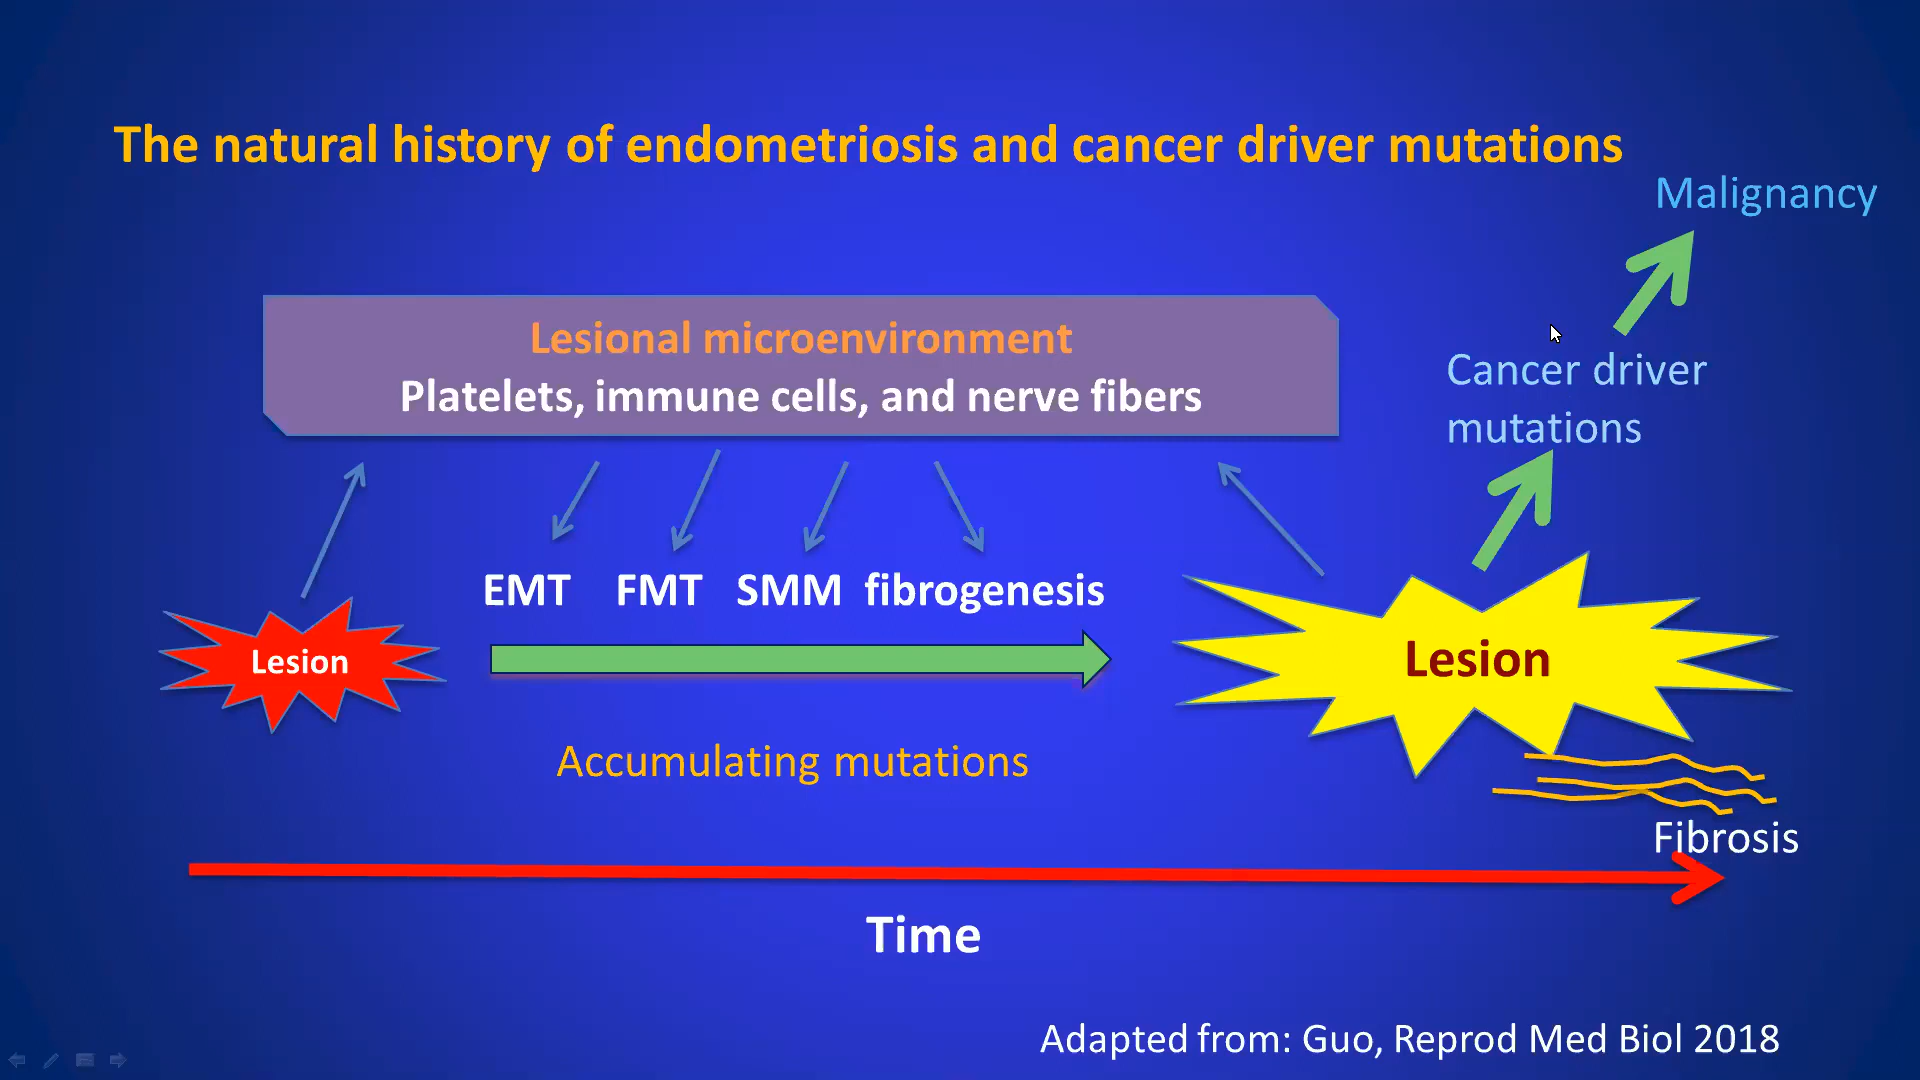 The natural history of endometriosis and cancer driver mutations
Malignancy
Lesional microenvironment
Platelets, immune cells, and nerve fibers
Cancer driver
mutations
EMT FMT SMM fibrogenesis
Lesion
Lesion
Accumulating mutations
Fibrosis
Time
Adapted from: Guo, Reprod Med Biol 2018